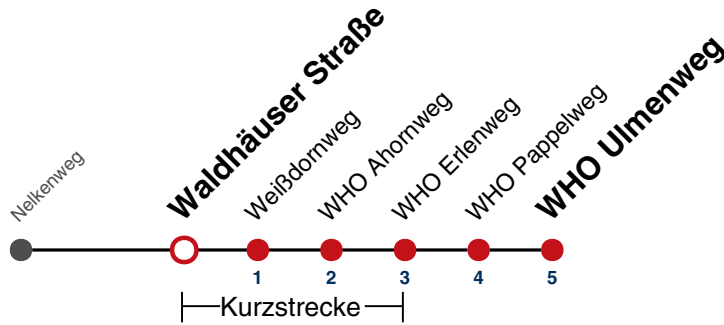 Nelkenweg
Waldhäuser Straße
Weißdornweg
WHO Ahornweg
WHO Erlenweg
WHO Pappelweg
WHO Ulmenweg
1 2 3 4 5
Kurzstrecke